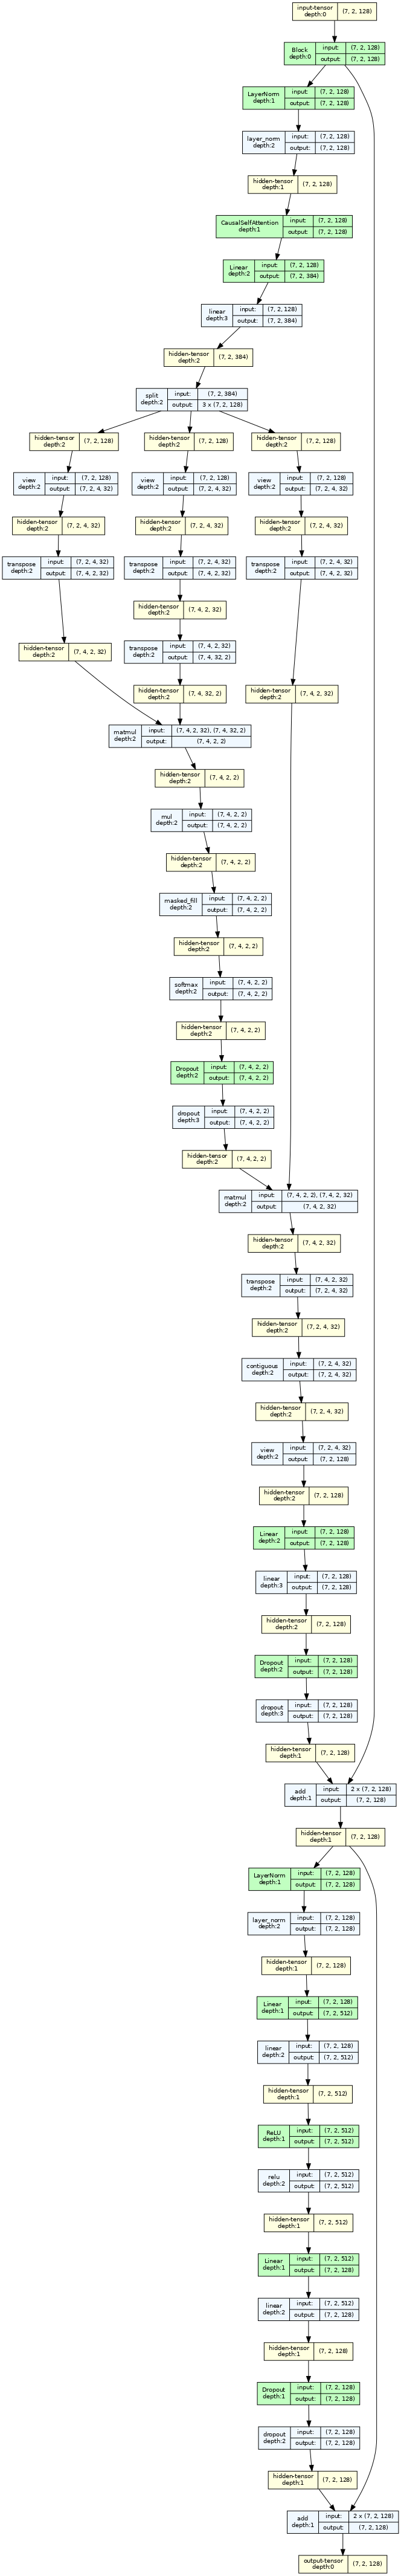 input-tensor
depth:0
(7, 2, 128)
Block
depth:0
input: (7, 2, 128)
output: (7, 2, 128)
LayerNorm
depth:1
input: (7, 2, 128)
output: (7, 2, 128)
layer_norm
depth:2
input: (7, 2, 128)
output: (7, 2, 128)
hidden-tensor
depth:1
(7, 2, 128)
CausalSelfAttention
depth:1
input: (7, 2, 128)
output: (7, 2, 128)
Linear
depth:2
input: (7, 2, 128)
output: (7, 2, 384)
linear
depth:3
input: (7, 2, 128)
output: (7, 2, 384)
hidden-tensor
depth:2
(7, 2, 384)
split
depth:2
input: (7, 2, 384)
output: 3 x (7, 2, 128)
hidden-tensor
depth:2
(7, 2, 128)
hidden-tensor
depth:2
(7, 2, 128)
hidden-tensor
depth:2
(7, 2, 128)
view
depth:2
input: (7, 2, 128)
output: (7, 2, 4, 32)
view
depth:2
input: (7, 2, 128)
output: (7, 2, 4, 32)
view
depth:2
input: (7, 2, 128)
output: (7, 2, 4, 32)
hidden-tensor
depth:2
(7, 2, 4, 32)
hidden-tensor
depth:2
(7, 2, 4, 32)
hidden-tensor
depth:2
(7, 2, 4, 32)
transpose
depth:2
input: (7, 2, 4, 32)
output: (7, 4, 2, 32)
transpose
depth:2
input: (7, 2, 4, 32)
output: (7, 4, 2, 32)
transpose
depth:2
input: (7, 2, 4, 32)
output: (7, 4, 2, 32)
hidden-tensor
depth:2
(7, 4, 2, 32)
hidden-tensor
depth:2
(7, 4, 2, 32)
transpose
depth:2
input: (7, 4, 2, 32)
output: (7, 4, 32, 2)
hidden-tensor
depth:2
(7, 4, 32, 2)
hidden-tensor
depth:2
(7, 4, 2, 32)
matmul
depth:2
input: (7, 4, 2, 32), (7, 4, 32, 2)
output: (7, 4, 2, 2)
hidden-tensor
depth:2
(7, 4, 2, 2)
mul
depth:2
input: (7, 4, 2, 2)
output: (7, 4, 2, 2)
hidden-tensor
depth:2
(7, 4, 2, 2)
masked_fill
depth:2
input: (7, 4, 2, 2)
output: (7, 4, 2, 2)
hidden-tensor
depth:2
(7, 4, 2, 2)
softmax
depth:2
input: (7, 4, 2, 2)
output: (7, 4, 2, 2)
hidden-tensor
depth:2
(7, 4, 2, 2)
Dropout
depth:2
input: (7, 4, 2, 2)
output: (7, 4, 2, 2)
dropout
depth:3
input: (7, 4, 2, 2)
output: (7, 4, 2, 2)
hidden-tensor
depth:2
(7, 4, 2, 2)
matmul
depth:2
input: (7, 4, 2, 2), (7, 4, 2, 32)
output: (7, 4, 2, 32)
hidden-tensor
depth:2
(7, 4, 2, 32)
transpose
depth:2
input: (7, 4, 2, 32)
output: (7, 2, 4, 32)
hidden-tensor
depth:2
(7, 2, 4, 32)
contiguous
depth:2
input: (7, 2, 4, 32)
output: (7, 2, 4, 32)
hidden-tensor
depth:2
(7, 2, 4, 32)
view
depth:2
input: (7, 2, 4, 32)
output: (7, 2, 128)
hidden-tensor
depth:2
(7, 2, 128)
Linear
depth:2
input: (7, 2, 128)
output: (7, 2, 128)
linear
depth:3
input: (7, 2, 128)
output: (7, 2, 128)
hidden-tensor
depth:2
(7, 2, 128)
Dropout
depth:2
input: (7, 2, 128)
output: (7, 2, 128)
dropout
depth:3
input: (7, 2, 128)
output: (7, 2, 128)
hidden-tensor
depth:1
(7, 2, 128)
add
depth:1
input: 2 x (7, 2, 128)
output: (7, 2, 128)
hidden-tensor
depth:1
(7, 2, 128)
LayerNorm
depth:1
input: (7, 2, 128)
output: (7, 2, 128)
layer_norm
depth:2
input: (7, 2, 128)
output: (7, 2, 128)
hidden-tensor
depth:1
(7, 2, 128)
Linear
depth:1
input: (7, 2, 128)
output: (7, 2, 512)
linear
depth:2
input: (7, 2, 128)
output: (7, 2, 512)
hidden-tensor
depth:1
(7, 2, 512)
ReLU
depth:1
input: (7, 2, 512)
output: (7, 2, 512)
relu
depth:2
input: (7, 2, 512)
output: (7, 2, 512)
hidden-tensor
depth:1
(7, 2, 512)
Linear
depth:1
input: (7, 2, 512)
output: (7, 2, 128)
linear
depth:2
input: (7, 2, 512)
output: (7, 2, 128)
hidden-tensor
depth:1
(7, 2, 128)
Dropout
depth:1
input: (7, 2, 128)
output: (7, 2, 128)
dropout
depth:2
input: (7, 2, 128)
output: (7, 2, 128)
hidden-tensor
depth:1
(7, 2, 128)
add
depth:1
input: 2 x (7, 2, 128)
output: (7, 2, 128)
output-tensor
depth:0
(7, 2, 128)